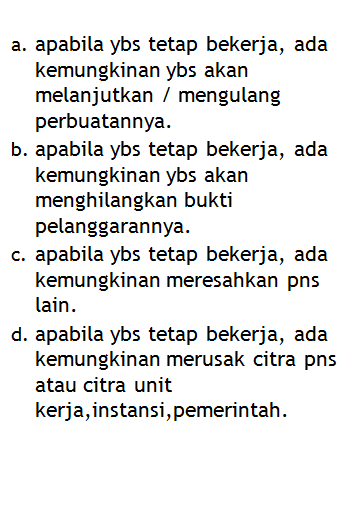 a. apabila ybs tetap bekerja, ada
kemungkinan ybs akan
melanjutkan / mengulang
perbuatannya.
b. apabila ybs tetap bekerja, ada
kemungkinan ybs akan
menghilangkan bukti
pelanggarannya.
c. apabila ybs tetap bekerja, ada
kemungkinan meresahkan pns
lain.
d. apabila ybs tetap bekerja, ada
kemungkinan merusak citra pns
atau citra unit
kerja,instansi,pemerintah.